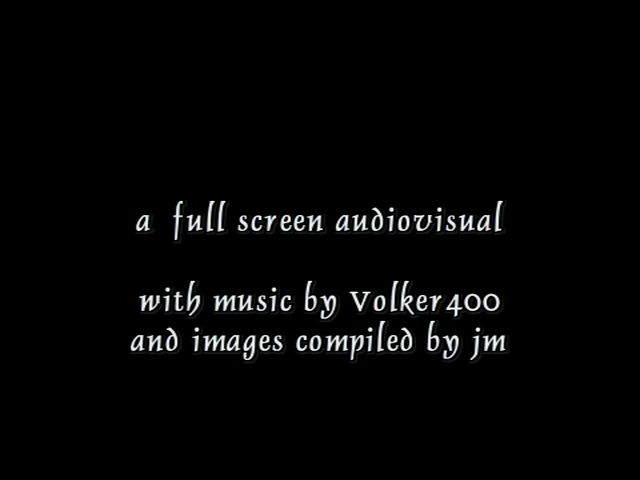 a full screen audiovisual
with music by Volker400
and images compiled by jm